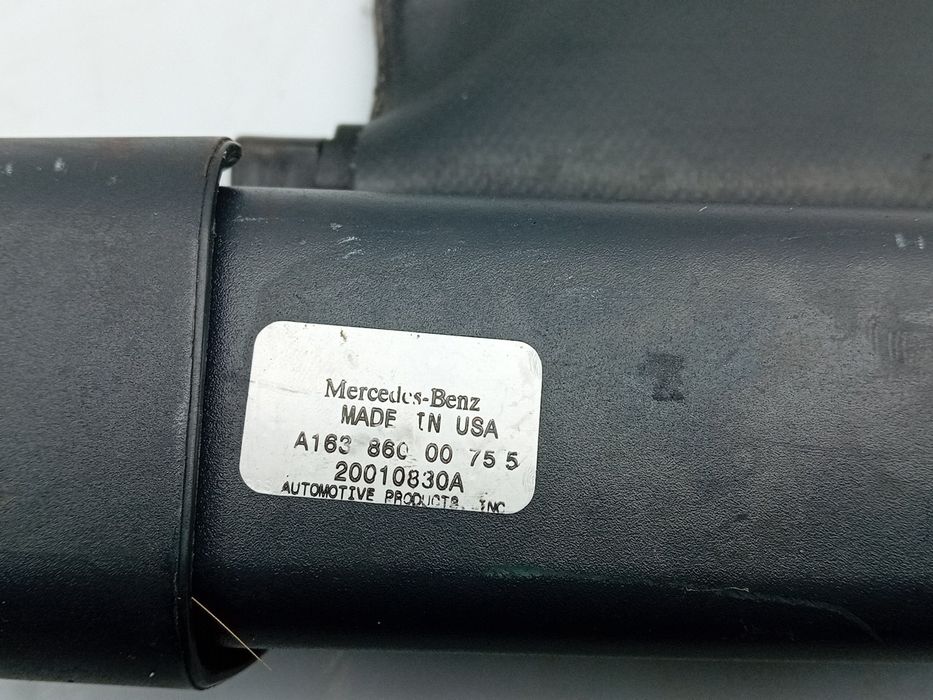 Mercedes-Benz
MADE IN USA
A163 860 00 75 5
20010830A
AUTOMOTIVE PRODUCTS, INC